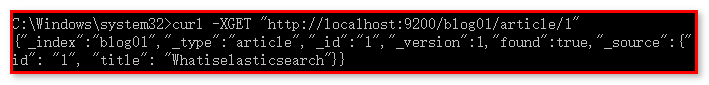 C:\Windows\system32>curl -XGET "http://localhost:9200/blog01/article/1"
{"_index":"blog01","_type":"article","_id":"1","_version":1,"found":true,"_source":{"
id": "1", "title": "Whatiselasticsearch"}}